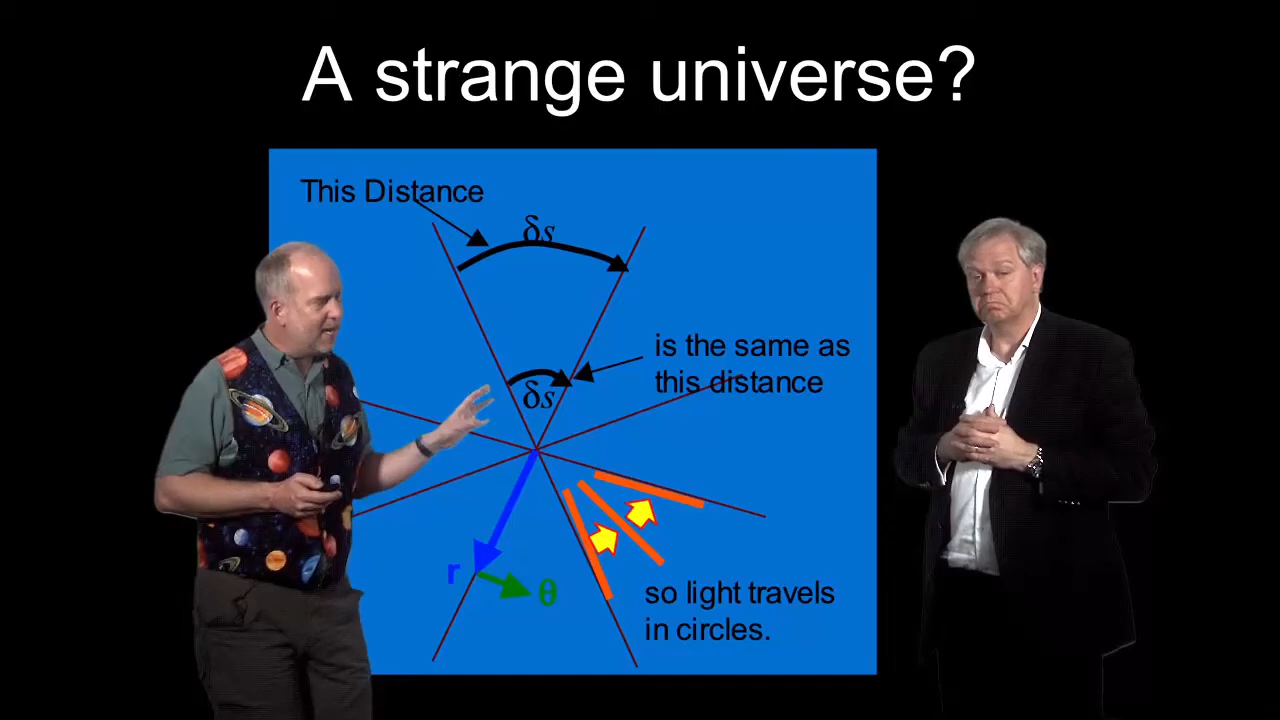 A strange universe?
This Distance
δs
is the same as
this distance
δs
r
θ
so light travels
in circles.